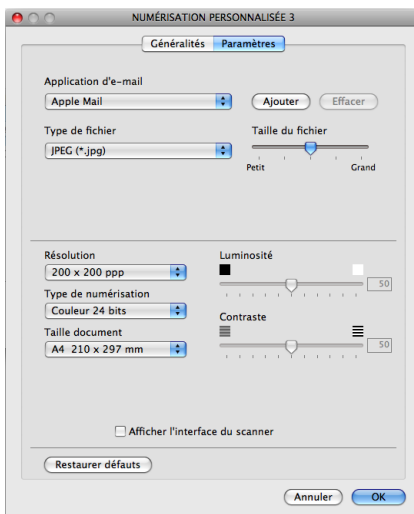 NUMÉRISATION PERSONNALISÉE 3
Généralités Paramètres
Application d'e-mail
Apple Mail Ajouter Effacer
Type de fichier Taille du fichier
JPEG (*.jpg)
Petit Grand
Résolution Luminosité
200 x 200 ppp
50
Type de numérisation
Couleur 24 bits
Contraste
Taille document
A4 210 x 297 mm 50
Afficher l'interface du scanner
Restaurer défauts
Annuler OK